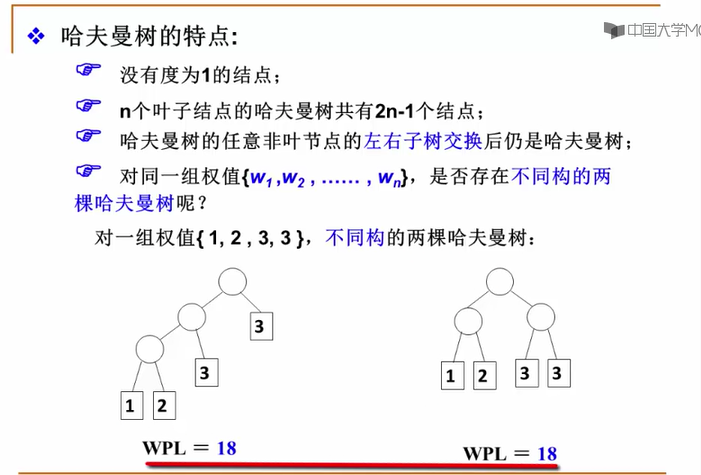 中国大学MO
❖ 哈夫曼树的特点:
没有度为1的结点;
n个叶子结点的哈夫曼树共有2n-1个结点;
哈夫曼树的任意非叶节点的左右子树交换后仍是哈夫曼树;
对同一组权值{w1 ,w2 , …… , wn},是否存在不同构的两
棵哈夫曼树呢?
对一组权值{ 1, 2 , 3, 3 },不同构的两棵哈夫曼树:
3
3
1 2
1 2 3 3
WPL = 18
WPL = 18